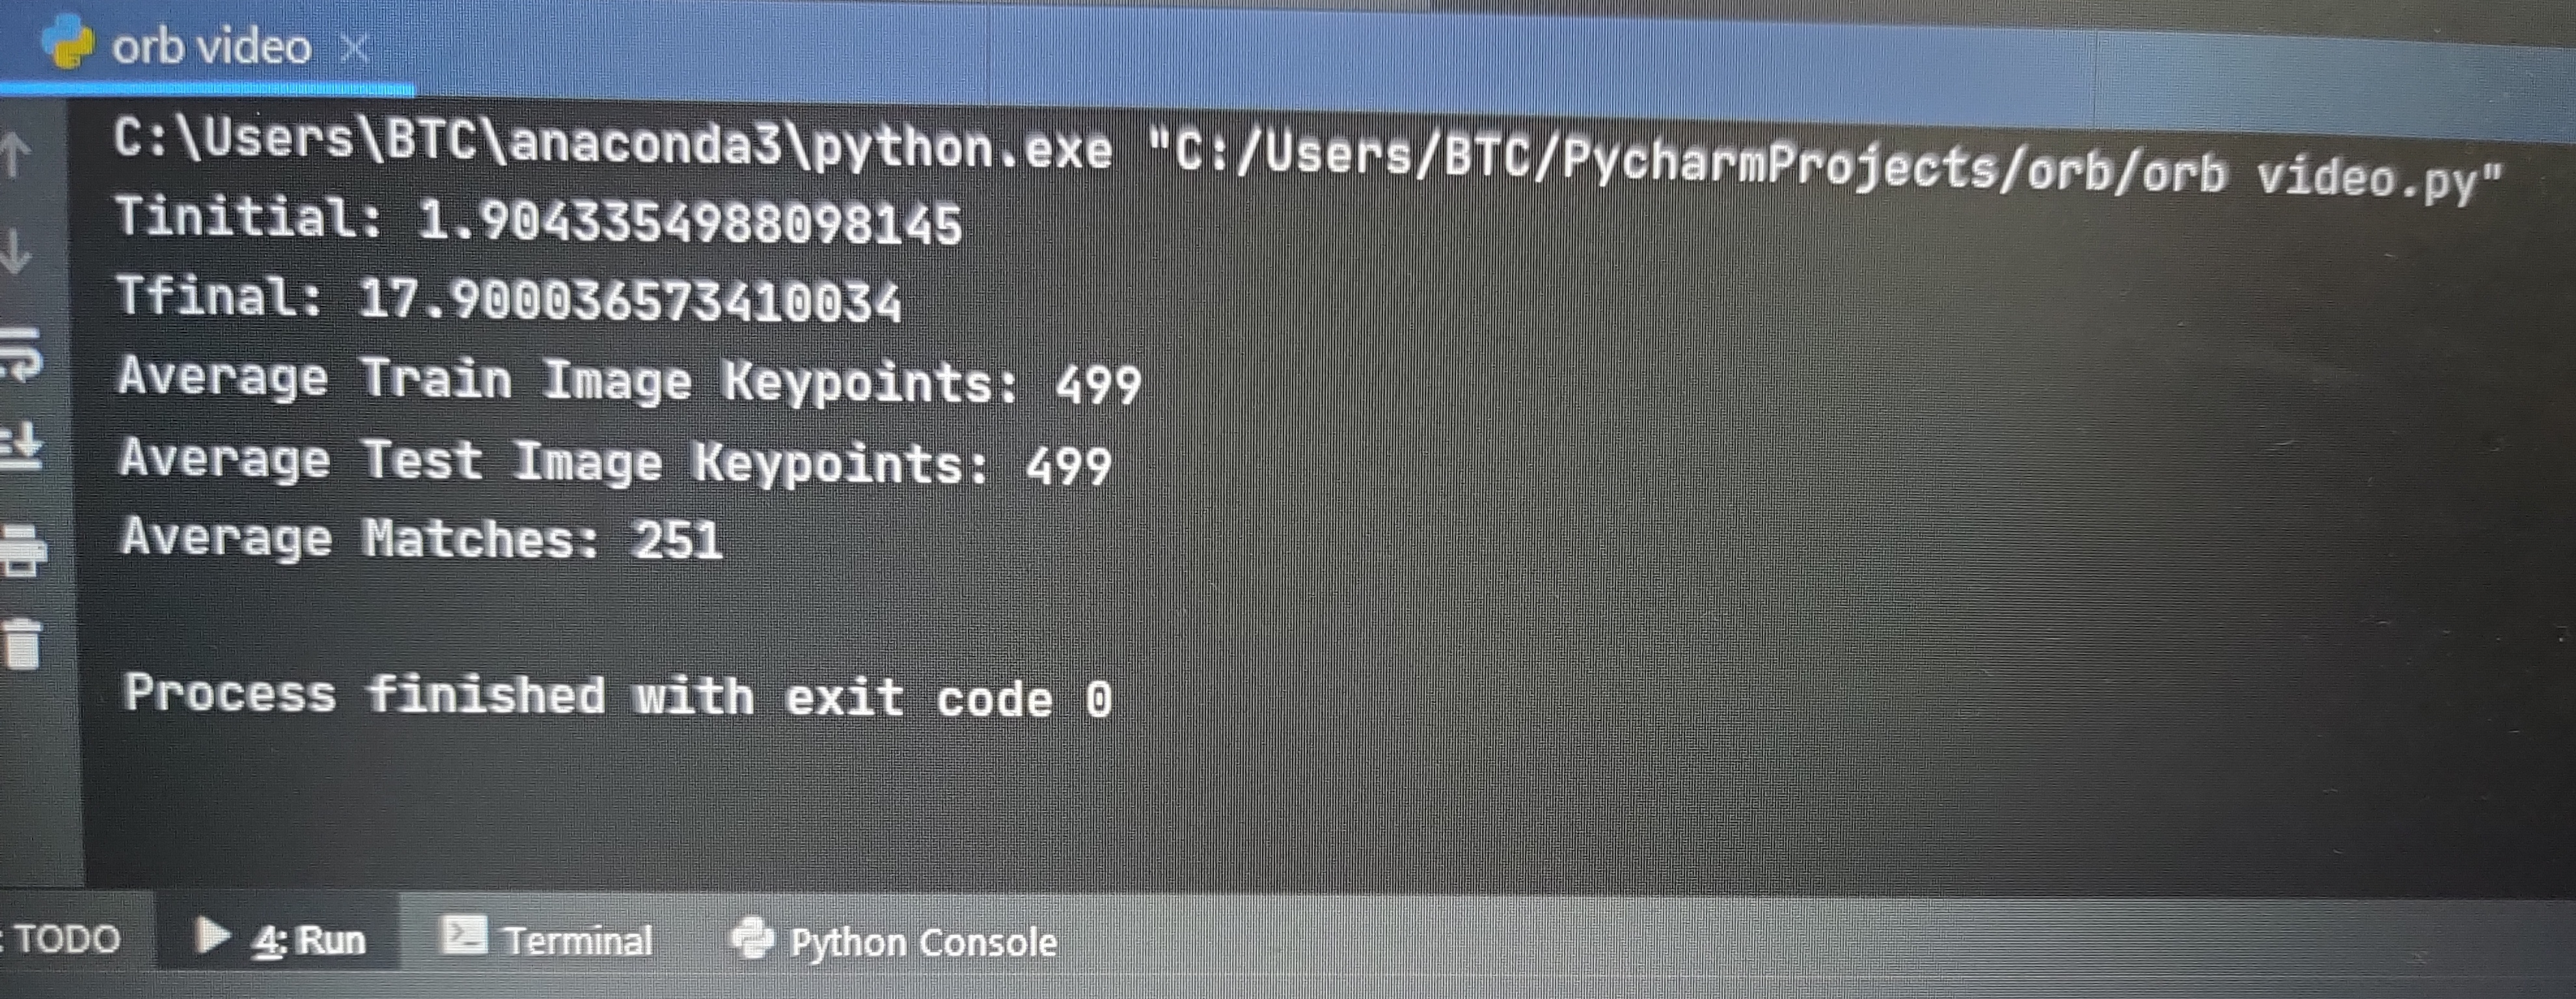 orb video
C:\Users\BTC\anaconda3\python.exe "C:/Users/BTC/PycharmProjects/orb/orb video.py"
Tinitial: 1.9043354988098145
Tfinal: 17.900036573410034
Average Train Image Keypoints: 499
Average Test Image Keypoints: 499
Average Matches: 251
Process finished with exit code 0
: TODO 4: Run Terminal Python Console